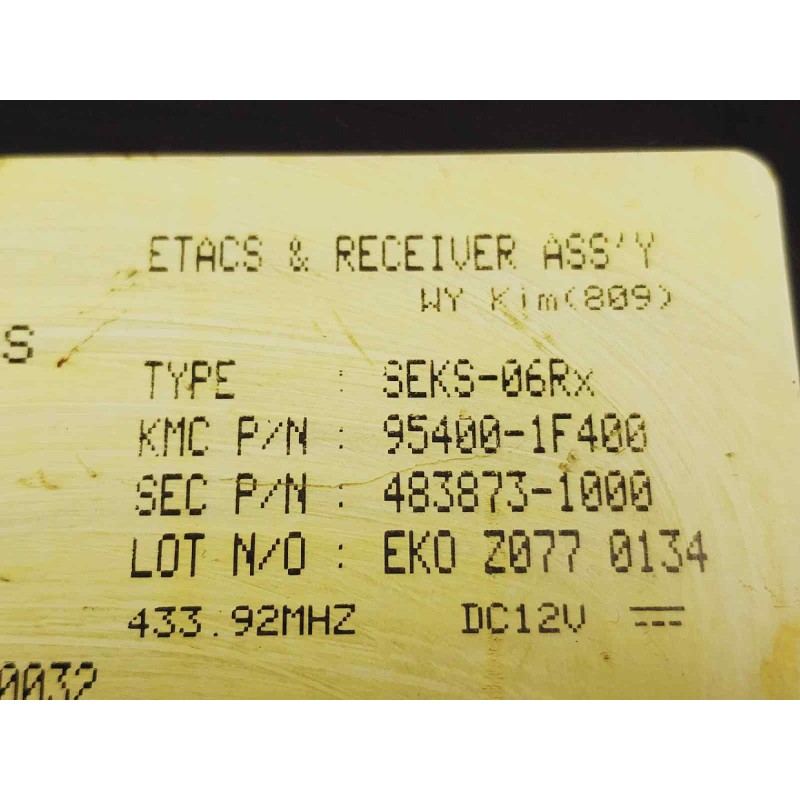 ETACS & RECEIVER ASS'Y
WY Kim(809)
S
TYPE : SEKS-06Rx
KMC P/N : 95400-1F400
SEC P/N : 483873-1000
LOT N/O : EKO Z077 0134
433.92MHZ DC12V
0032